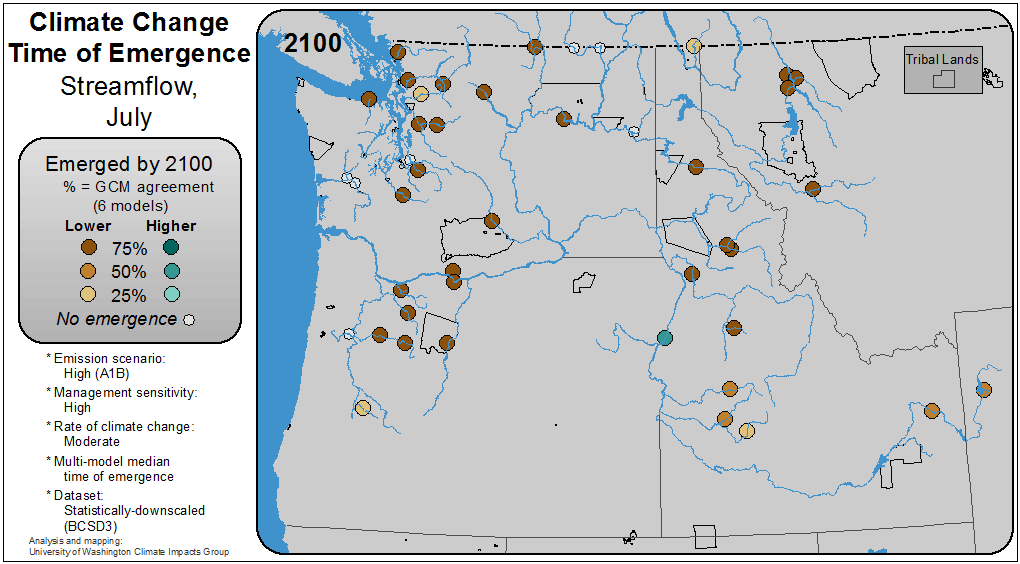 Climate Change
Time of Emergence
Streamflow,
July
2100
Tribal Lands
Emerged by 2100
% = GCM agreement
(6 models)
Lower Higher
75%
50%
25%
No emergence
* Emission scenario:
High (A1B)
* Management sensitivity:
High
* Rate of climate change:
Moderate
* Multi-model median
time of emergence
* Dataset:
Statistically-downscaled
(BCSD3)
Analysis and mapping:
University of Washington Climate Impacts Group